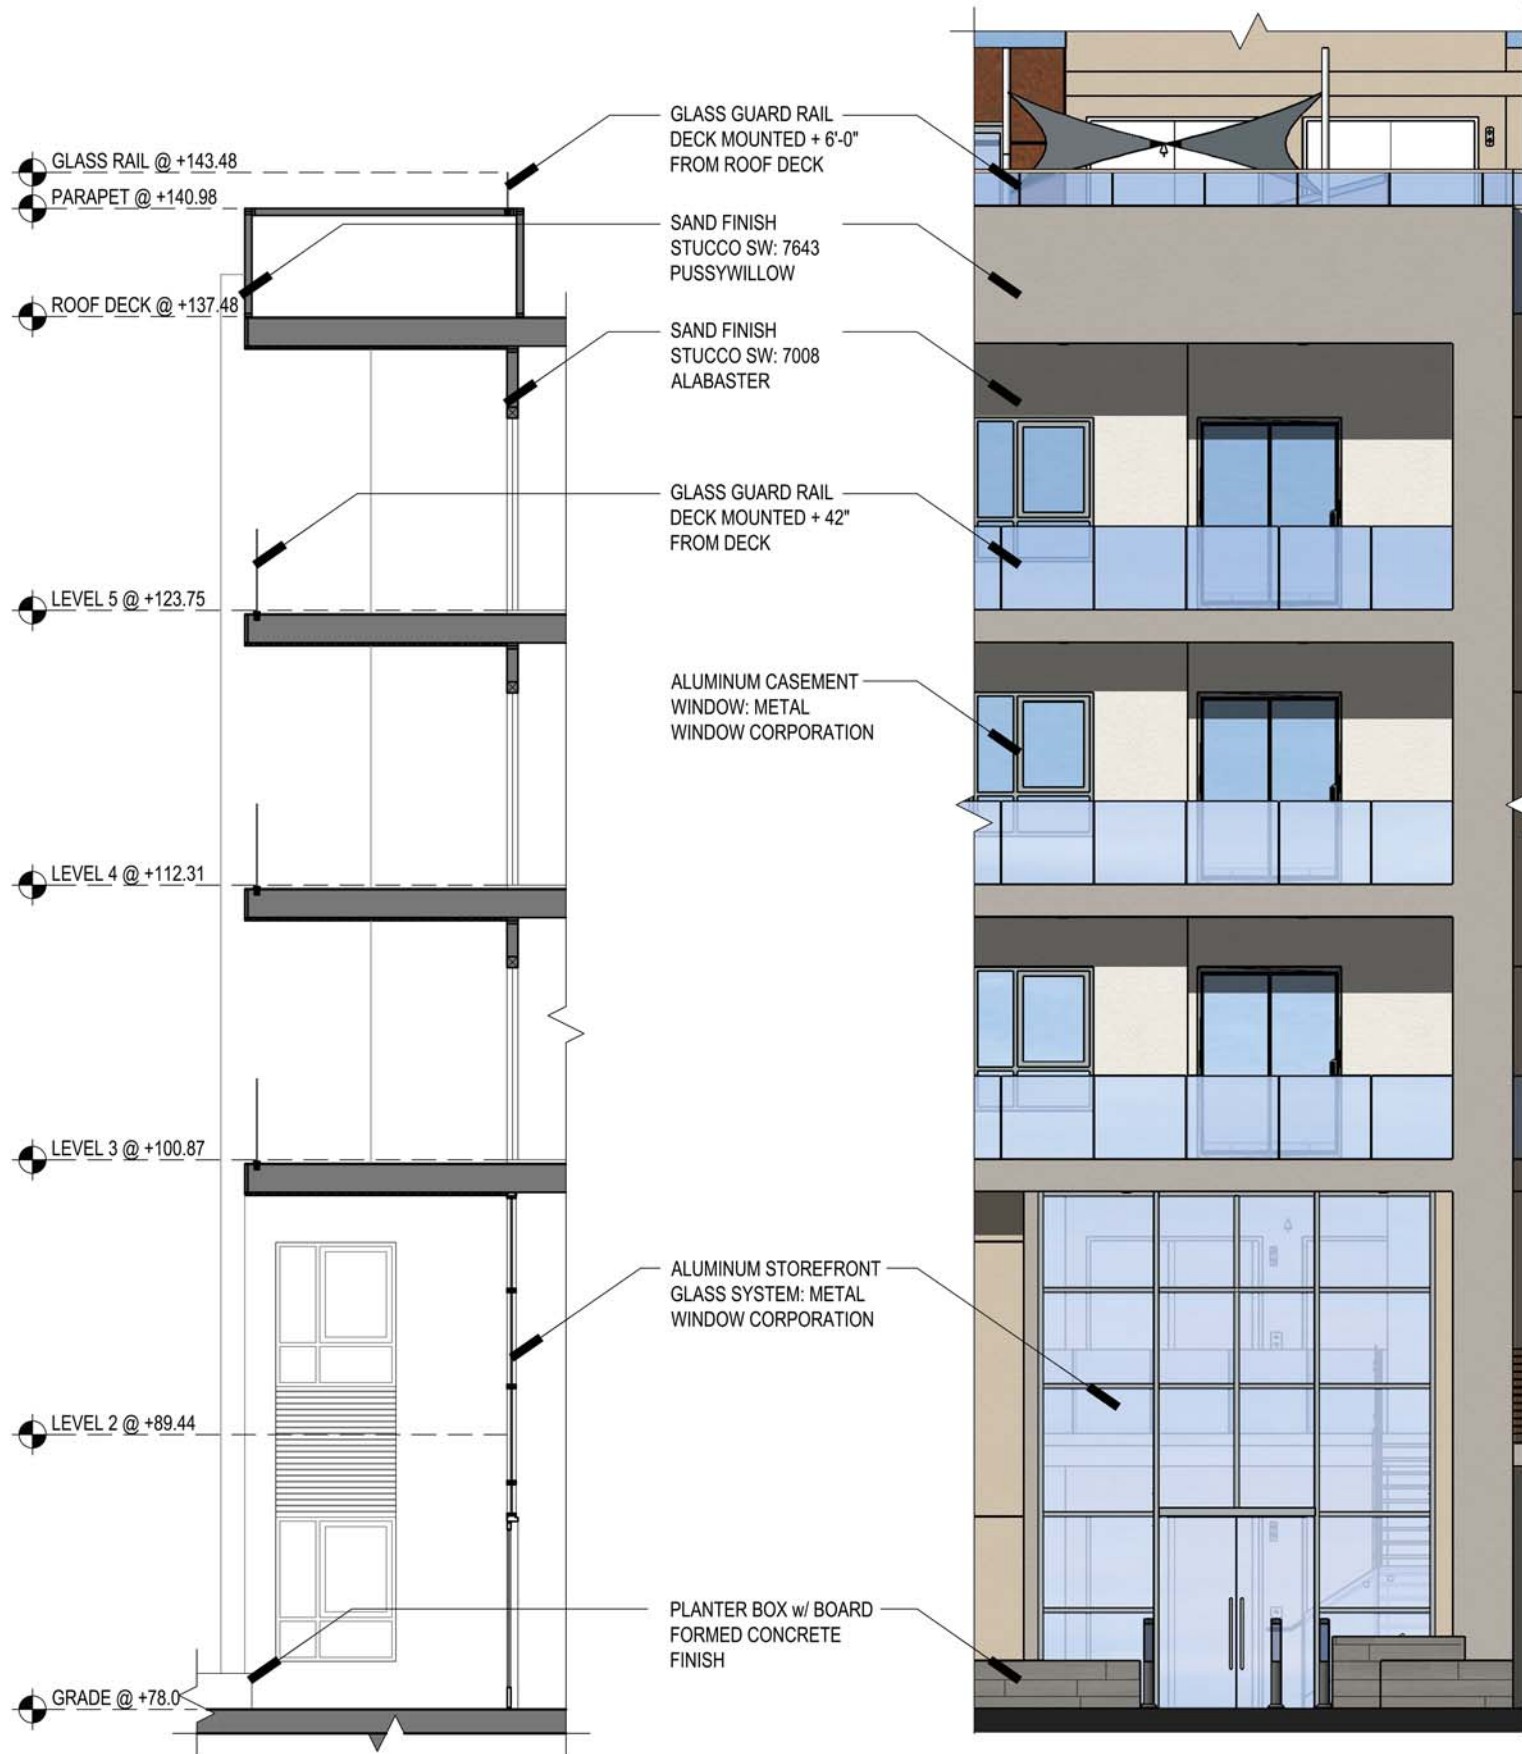 GLASS RAIL @ +143.48
PARAPET @ +140.98
ROOF DECK @ +137.48
LEVEL 5 @ +123.75
LEVEL 4 @ +112.31
LEVEL 3 @ +100.87
LEVEL 2 @ +89.44
GRADE @ +78.0
GLASS GUARD RAIL
DECK MOUNTED + 6'-0"
FROM ROOF DECK
SAND FINISH
STUCCO SW: 7643
PUSSYWILLOW
SAND FINISH
STUCCO SW: 7008
ALABASTER
GLASS GUARD RAIL
DECK MOUNTED + 42"
FROM DECK
ALUMINUM CASEMENT
WINDOW: METAL
WINDOW CORPORATION
ALUMINUM STOREFRONT
GLASS SYSTEM: METAL
WINDOW CORPORATION
PLANTER BOX w/ BOARD
FORMED CONCRETE
FINISH